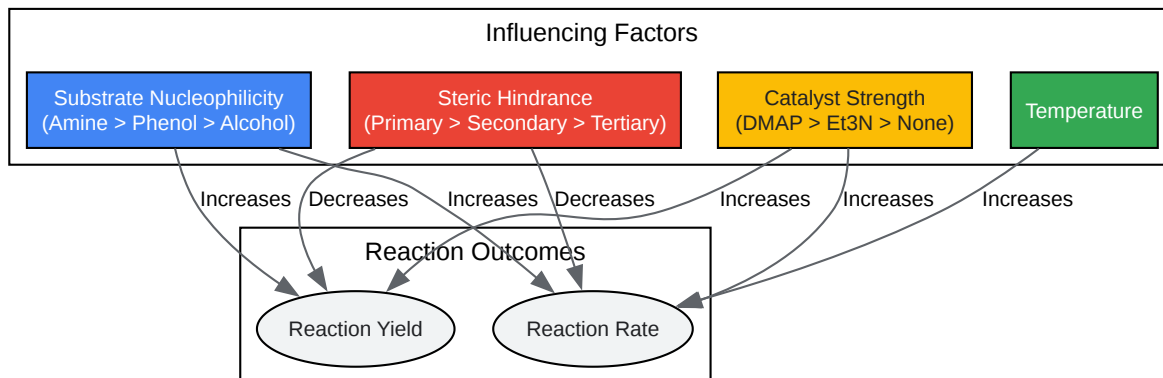 Influencing Factors
Substrate Nucleophilicity
(Amine > Phenol > Alcohol)
Steric Hindrance
(Primary > Secondary > Tertiary)
Catalyst Strength
(DMAP > Et3N > None)
Temperature
Increases
Decreases
Increases
Decreases
Increases
Increases
Increases
Reaction Outcomes
Reaction Yield
Reaction Rate